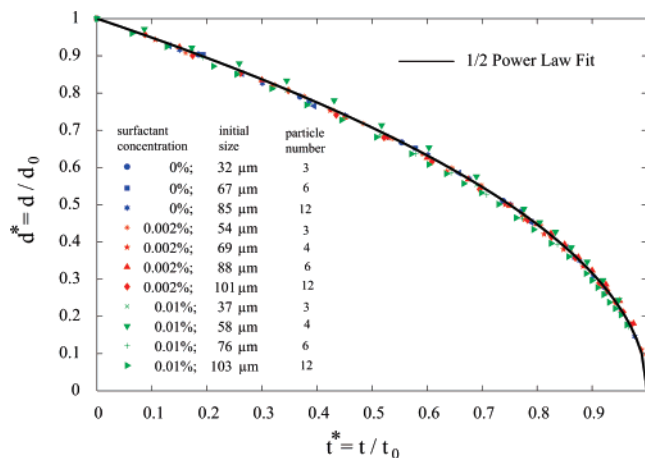 1
0.9
0.8
0.7
0.6
0.5
0.4
0.3
0.2
0.1
0
d* = d / d0
1/2 Power Law Fit
surfactant concentration initial size particle number
0%; 32 µm 3
0%; 67 µm 6
0%; 85 µm 12
0.002%; 54 µm 3
0.002%; 69 µm 4
0.002%; 88 µm 6
0.002%; 101 µm 12
0.01%; 37 µm 3
0.01%; 58 µm 4
0.01%; 76 µm 6
0.01%; 103 µm 12
0 0.1 0.2 0.3 0.4 0.5 0.6 0.7 0.8 0.9
t* = t / t0